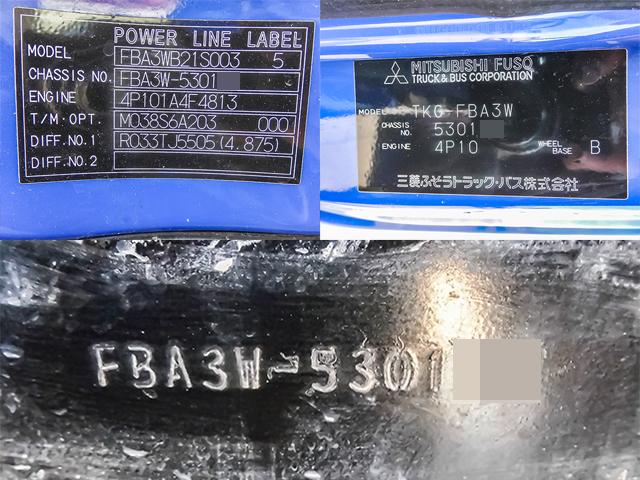 POWER LINE LABEL
MODEL FBA3WB21S003 5
CHASSIS NO. FBA3W-5301
ENGINE 4P101A4F4813
T/M·OPT. M038S6A203 000
DIFF.NO.1 R033TJ5505(4.875)
DIFF.NO.2
MITSUBISHI FUSO
TRUCK & BUS CORPORATION
MODEL TKG-FBA3W
CHASSIS NO. 5301
ENGINE 4P10 WHEEL BASE B
三菱ふそうトラック・バス株式会社
FBA3W-5301